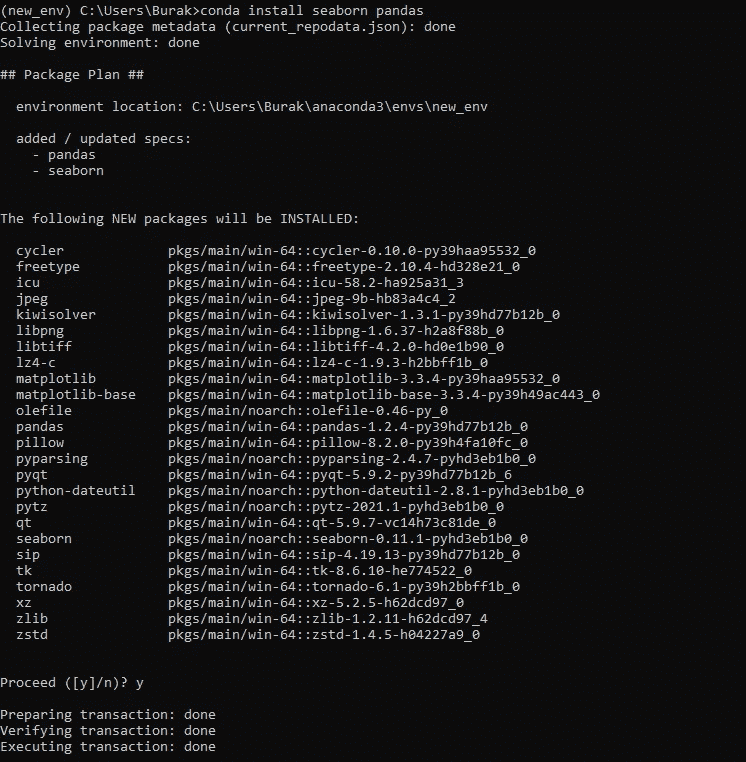 (new_env) C:\Users\Burak>conda install seaborn pandas
Collecting package metadata (current_repodata.json): done
Solving environment: done
## Package Plan ##
environment location: C:\Users\Burak\anaconda3\envs\new_env
added / updated specs:
- pandas
- seaborn
The following NEW packages will be INSTALLED:
cycler pkgs/main/win-64::cycler-0.10.0-py39haa95532_0
freetype pkgs/main/win-64::freetype-2.10.4-hd328e21_0
icu pkgs/main/win-64::icu-58.2-ha925a31_3
jpeg pkgs/main/win-64::jpeg-9b-hb83a4c4_2
kiwisolver pkgs/main/win-64::kiwisolver-1.3.1-py39hd77b12b_0
libpng pkgs/main/win-64::libpng-1.6.37-h2a8f88b_0
libtiff pkgs/main/win-64::libtiff-4.2.0-hd0e1b90_0
lz4-c pkgs/main/win-64::lz4-c-1.9.3-h2bbff1b_0
matplotlib pkgs/main/win-64::matplotlib-3.3.4-py39haa95532_0
matplotlib-base pkgs/main/win-64::matplotlib-base-3.3.4-py39h49ac443_0
olefile pkgs/main/noarch::olefile-0.46-py_0
pandas pkgs/main/win-64::pandas-1.2.4-py39hd77b12b_0
pillow pkgs/main/win-64::pillow-8.2.0-py39h4fa10fc_0
pyparsing pkgs/main/noarch::pyparsing-2.4.7-pyhd3eb1b0_0
pyqt pkgs/main/win-64::pyqt-5.9.2-py39hd77b12b_6
python-dateutil pkgs/main/noarch::python-dateutil-2.8.1-pyhd3eb1b0_0
pytz pkgs/main/noarch::pytz-2021.1-pyhd3eb1b0_0
qt pkgs/main/win-64::qt-5.9.7-vc14h73c81de_0
seaborn pkgs/main/noarch::seaborn-0.11.1-pyhd3eb1b0_0
sip pkgs/main/win-64::sip-4.19.13-py39hd77b12b_0
tk pkgs/main/win-64::tk-8.6.10-he774522_0
tornado pkgs/main/win-64::tornado-6.1-py39h2bbff1b_0
xz pkgs/main/win-64::xz-5.2.5-h62dcd97_0
zlib pkgs/main/win-64::zlib-1.2.11-h62dcd97_4
zstd pkgs/main/win-64::zstd-1.4.5-h04227a9_0
Proceed ([y]/n)? y
Preparing transaction: done
Verifying transaction: done
Executing transaction: done